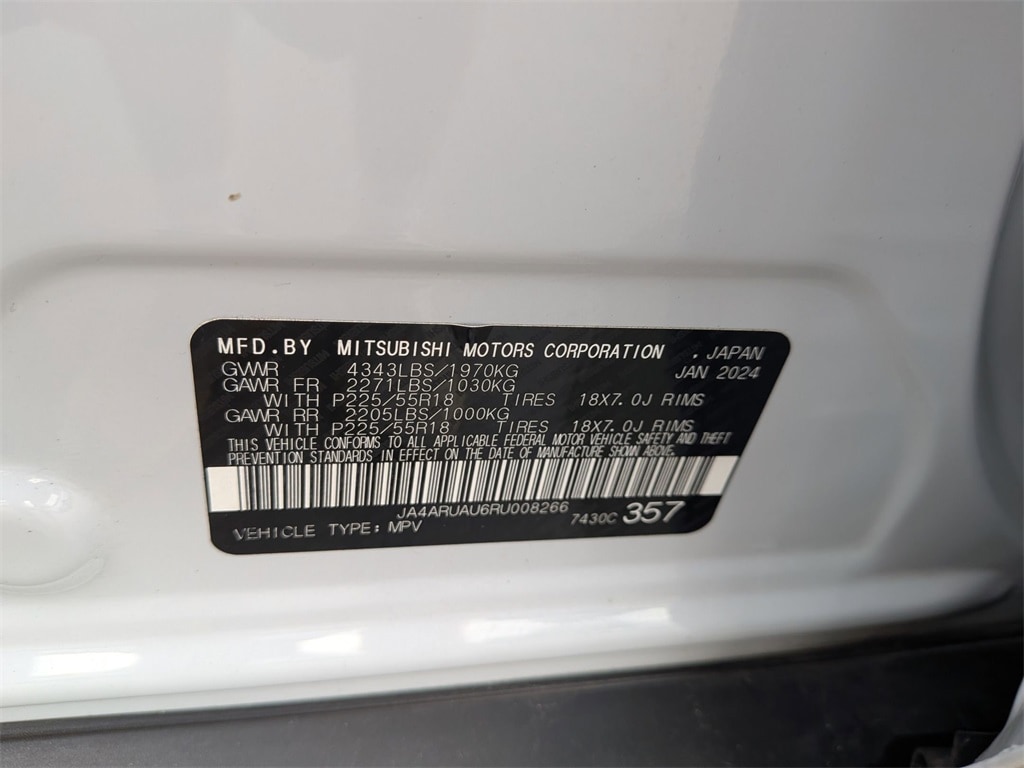 MFD.BY MITSUBISHI MOTORS CORPORATION . JAPAN
GVWR 4343LBS/1970KG JAN 2024
GAWR FR 2271LBS/1030KG
WITH P225/55R18 TIRES 18X7.0J RIMS
GAWR RR 2205LBS/1000KG
WITH P225/55R18 TIRES 18X7.0J RIMS
THIS VEHICLE CONFORMS TO ALL APPLICABLE FEDERAL MOTOR VEHICLE SAFETY AND THEFT
PREVENTION STANDARDS IN EFFECT ON THE DATE OF MANUFACTURE SHOWN ABOVE.
JA4ARUAU6RU008266
VEHICLE TYPE: MPV 7430C 357